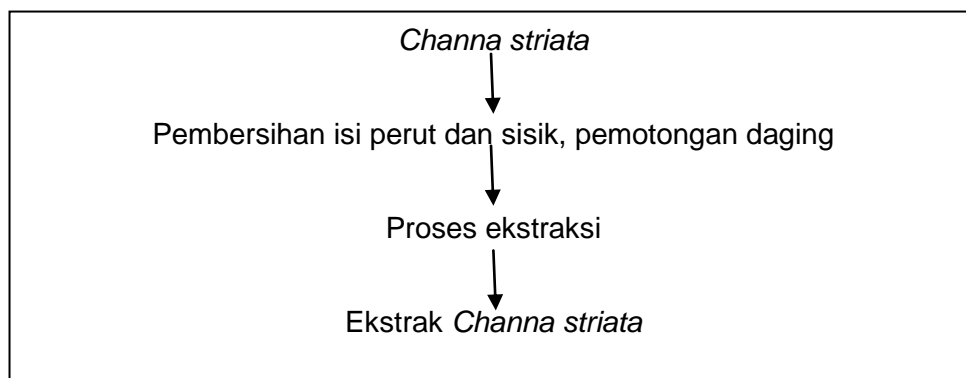 Channa striata
Pembersihan isi perut dan sisik, pemotongan daging
Proses ekstraksi
Ekstrak Channa striata